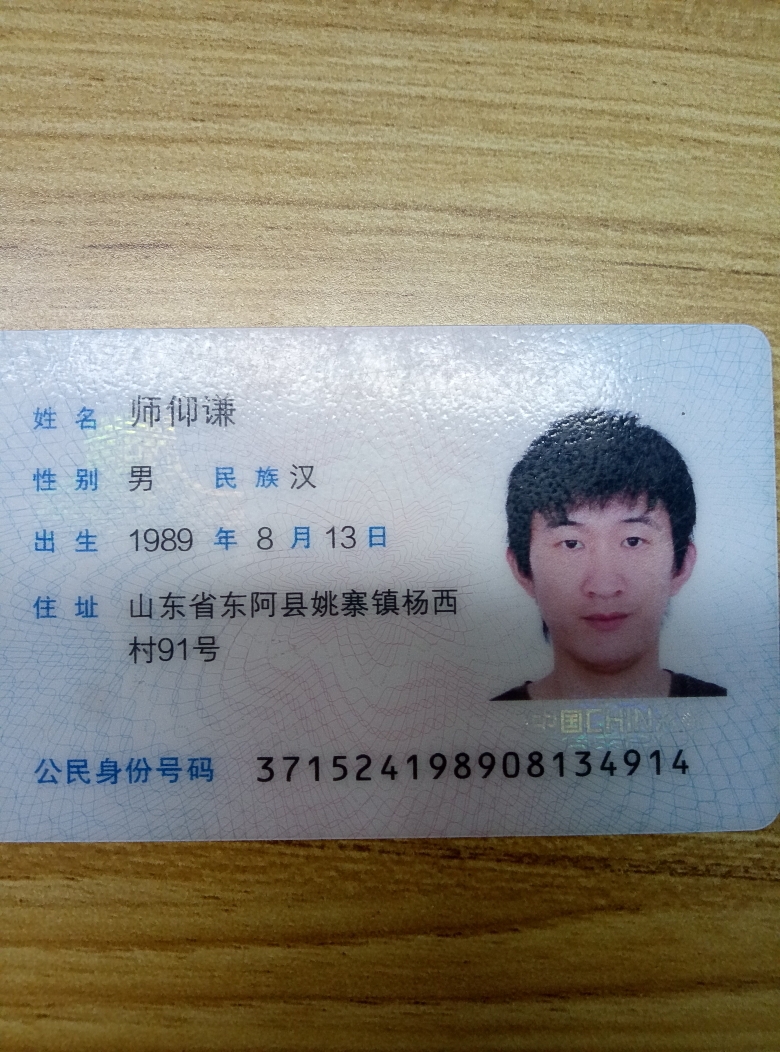 姓名 师仰谦
性别 男 民族 汉
出生 1989 年 8 月 13 日
住址 山东省东阿县姚寨镇杨西
村91号
中国CHINA
公民身份号码 371524198908134914